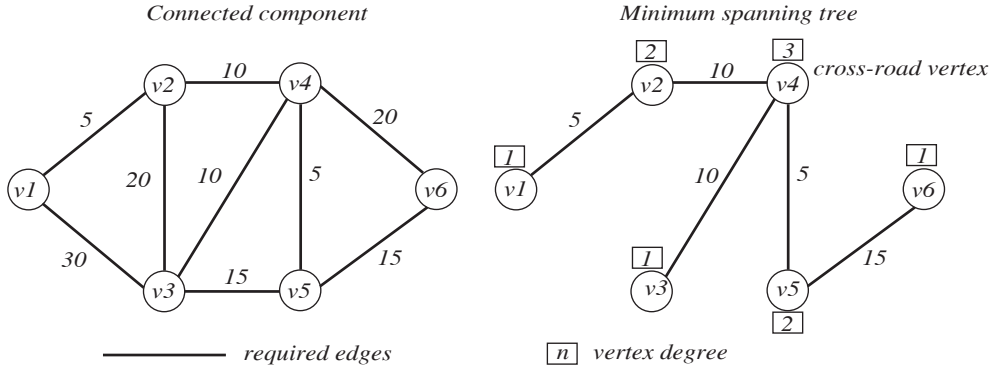 Connected component
Minimum spanning tree
v2
10
v4
5
20
20
10
5
v1
v6
30
15
15
v3
v5
2
3
v2
10
v4
cross-road vertex
5
1
1
v1
10
5
v6
1
15
v3
v5
2
required edges
n vertex degree